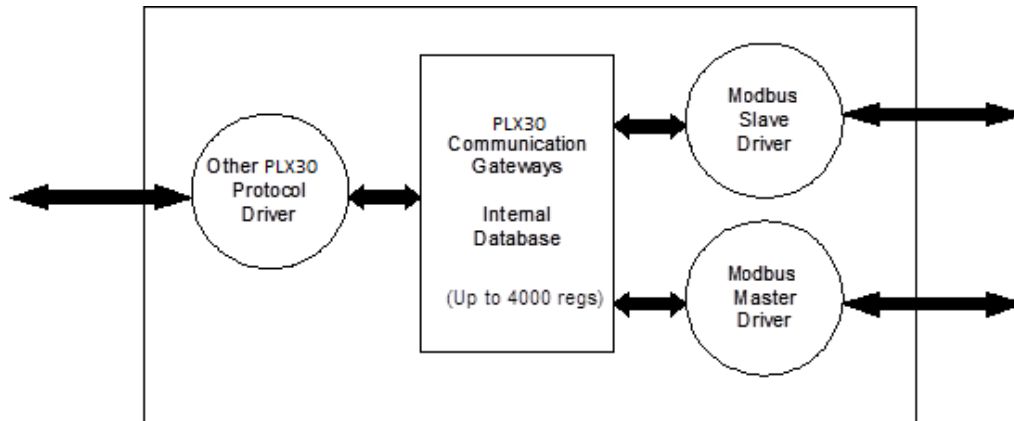 Other PLX30
Protocol
Driver
PLX30
Communication
Gateways
Internal
Database
(Up to 4000 regs)
Modbus
Slave
Driver
Modbus
Master
Driver